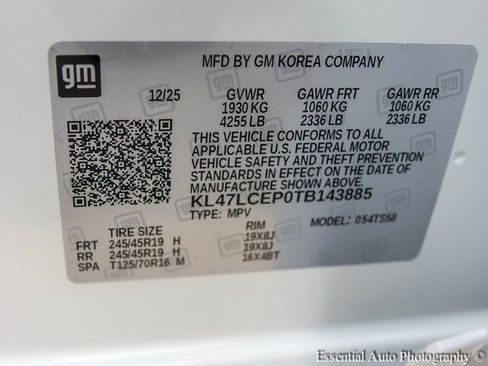 gm
MFD BY GM KOREA COMPANY
12/25 GVWR GAWR FRT GAWR RR
1930 KG 1060 KG 1060 KG
4255 LB 2336 LB 2336 LB
THIS VEHICLE CONFORMS TO ALL
APPLICABLE U.S. FEDERAL MOTOR
VEHICLE SAFETY AND THEFT PREVENTION
STANDARDS IN EFFECT ON THE DATE OF
MANUFACTURE SHOWN ABOVE.
KL47LCEP0TB143885
TYPE: MPV MODEL: 054TS58
TIRE SIZE RIM
FRT 245/45R19 H 19X8J
RR 245/45R19 H 19X8J
SPA T125/70R16 M 16X4BT
Essential Auto Photography ©